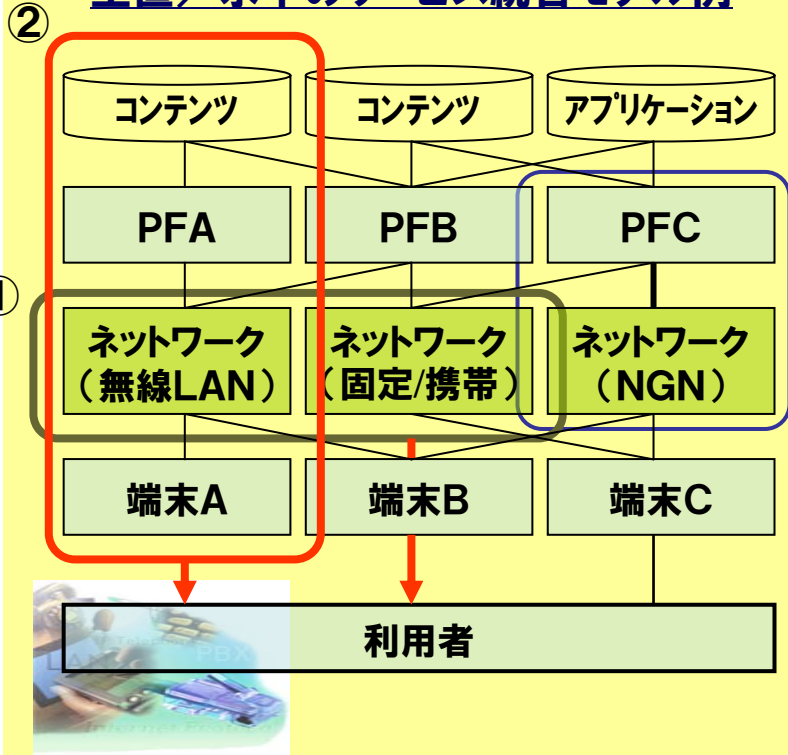 ②
コンテンツ
コンテンツ
アプリケーション
PFA
PFB
PFC
ネットワーク
（無線LAN）
ネットワーク
（固定/携帯）
ネットワーク
（NGN）
端末A
端末B
端末C
利用者
LAN
PBX